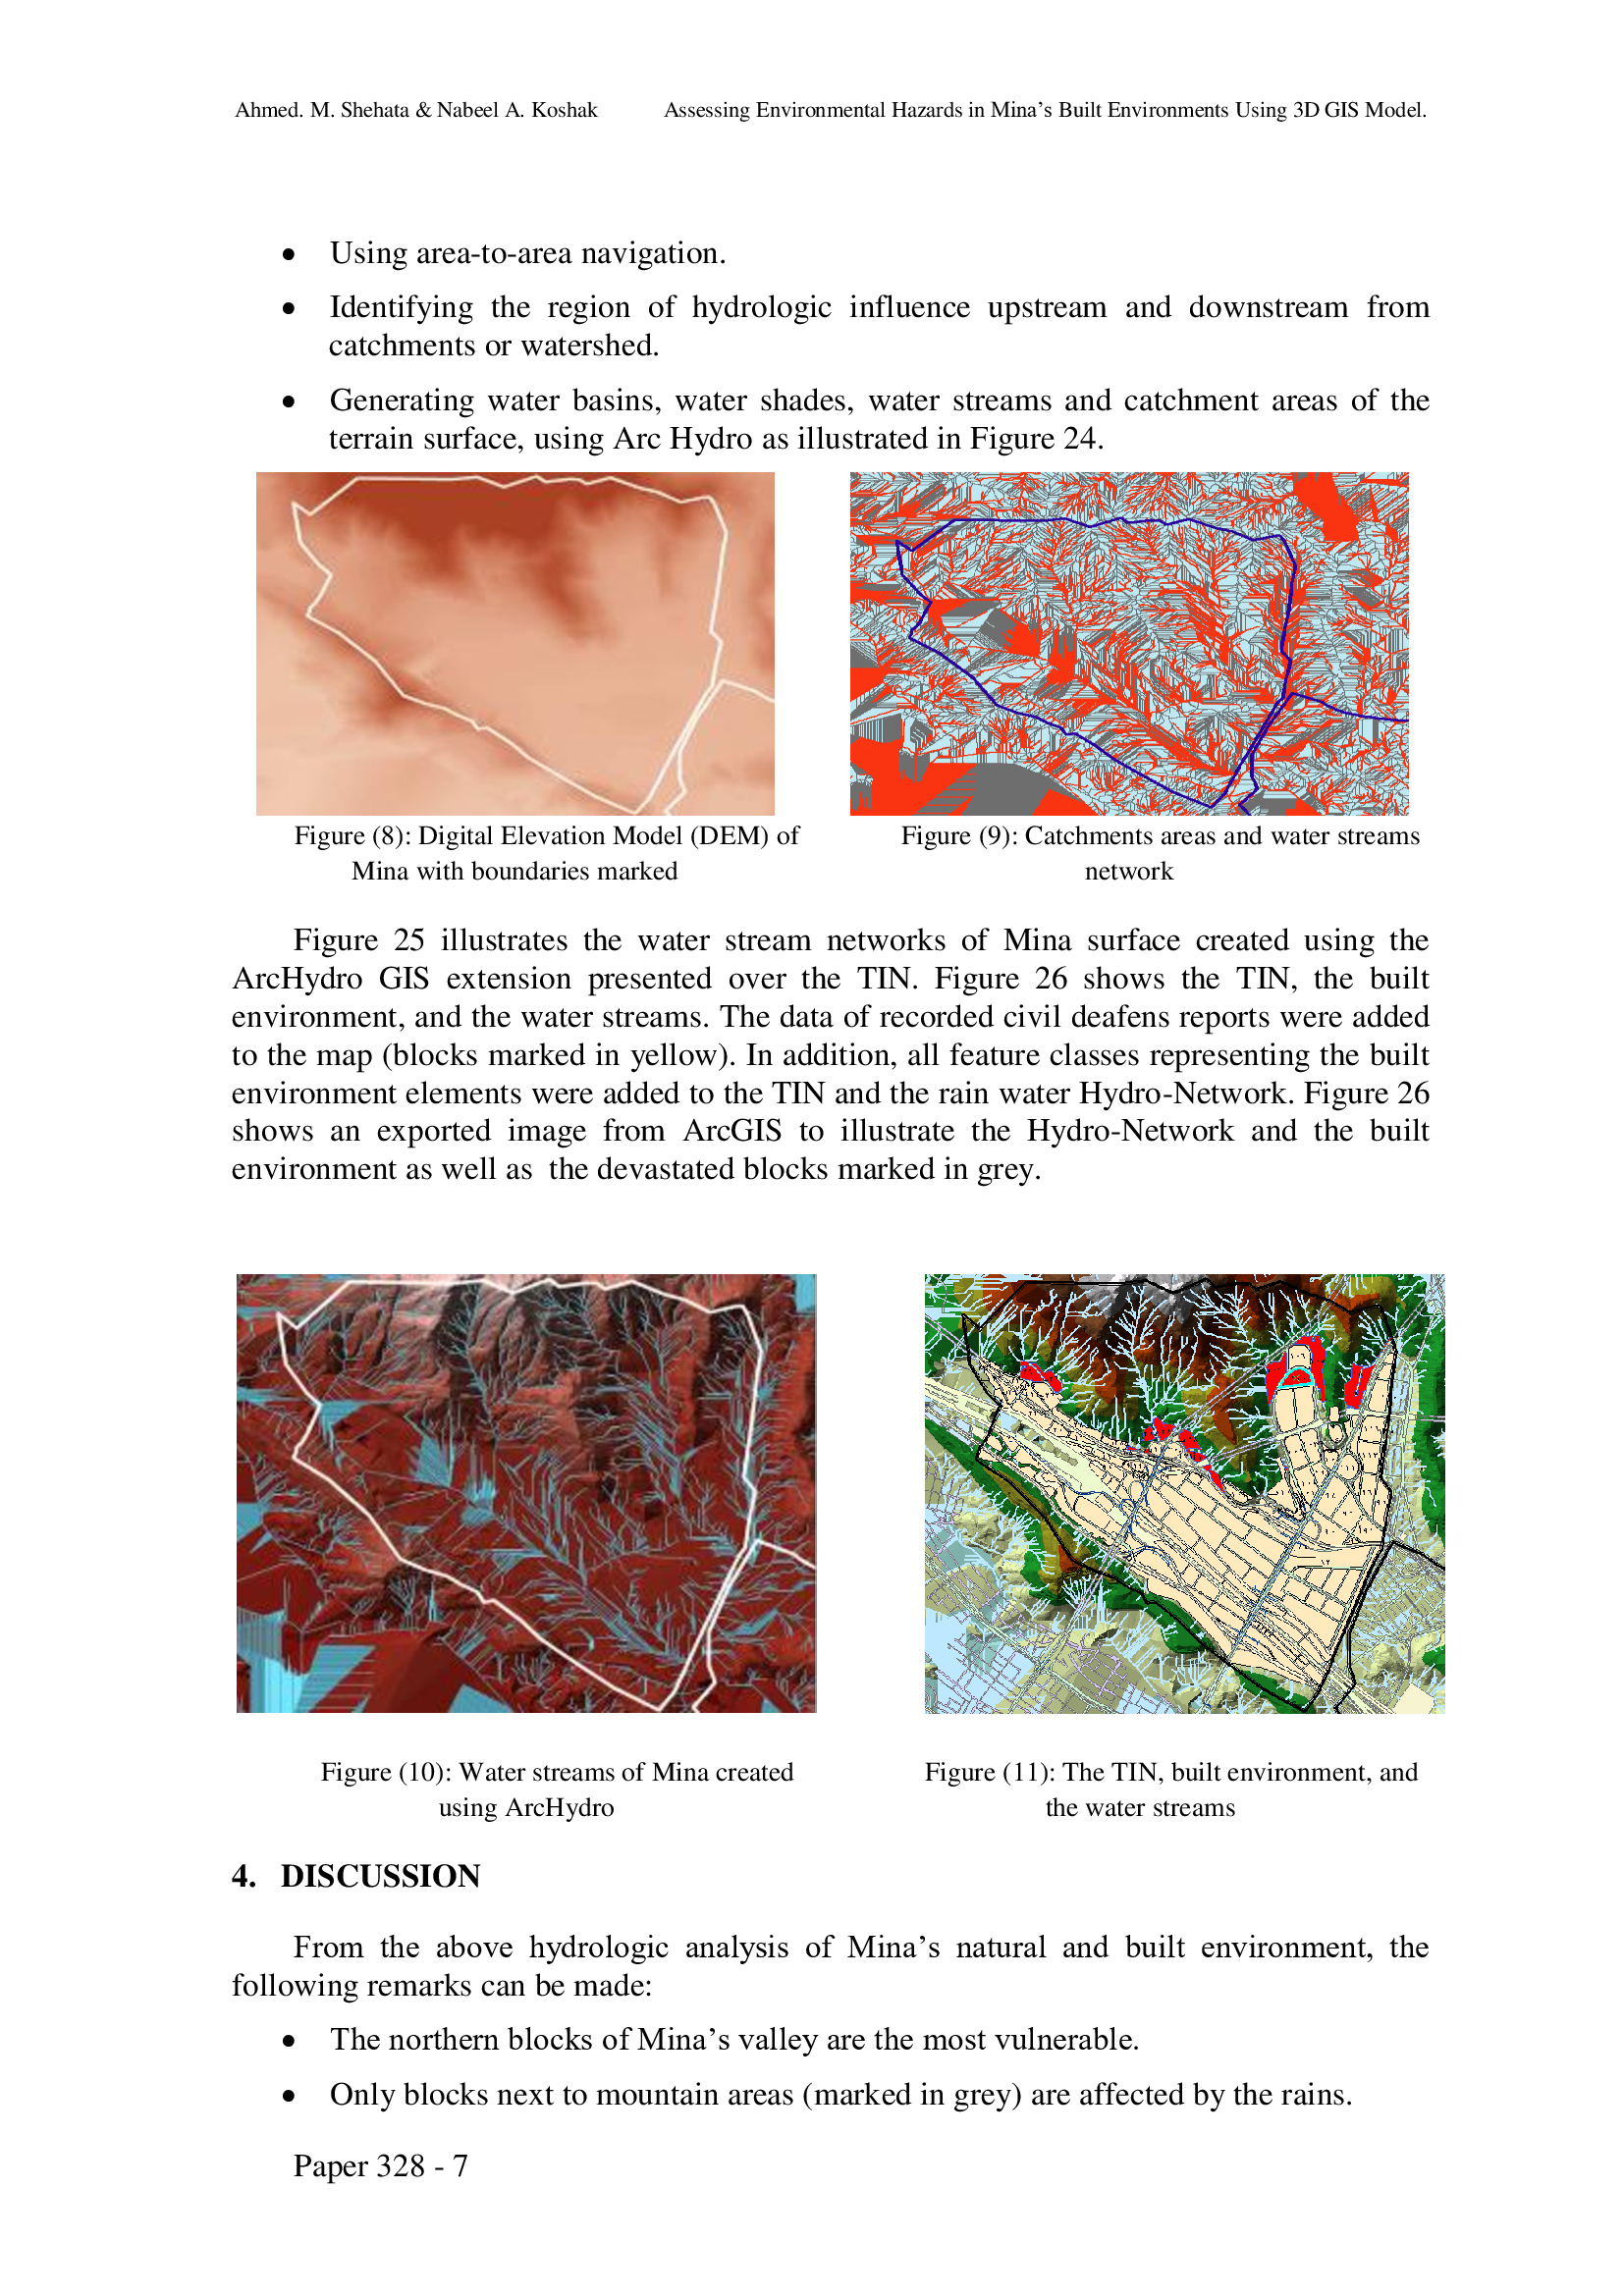 Ahmed. M. Shehata & Nabeel A. Koshak Assessing Environmental Hazards in Mina's Built Environments Using 3D GIS Model.
• Using area-to-area navigation.
• Identifying the region of hydrologic influence upstream and downstream from
catchments or watershed.
• Generating water basins, water shades, water streams and catchment areas of the
terrain surface, using Arc Hydro as illustrated in Figure 24.
Figure (8): Digital Elevation Model (DEM) of
Mina with boundaries marked
Figure (9): Catchments areas and water streams
network
Figure 25 illustrates the water stream networks of Mina surface created using the
ArcHydro GIS extension presented over the TIN. Figure 26 shows the TIN, the built
environment, and the water streams. The data of recorded civil deafens reports were added
to the map (blocks marked in yellow). In addition, all feature classes representing the built
environment elements were added to the TIN and the rain water Hydro-Network. Figure 26
shows an exported image from ArcGIS to illustrate the Hydro-Network and the built
environment as well as the devastated blocks marked in grey.
Figure (10): Water streams of Mina created
using ArcHydro
Figure (11): The TIN, built environment, and
the water streams
4. DISCUSSION
From the above hydrologic analysis of Mina's natural and built environment, the
following remarks can be made:
• The northern blocks of Mina's valley are the most vulnerable.
• Only blocks next to mountain areas (marked in grey) are affected by the rains.
Paper 328 - 7